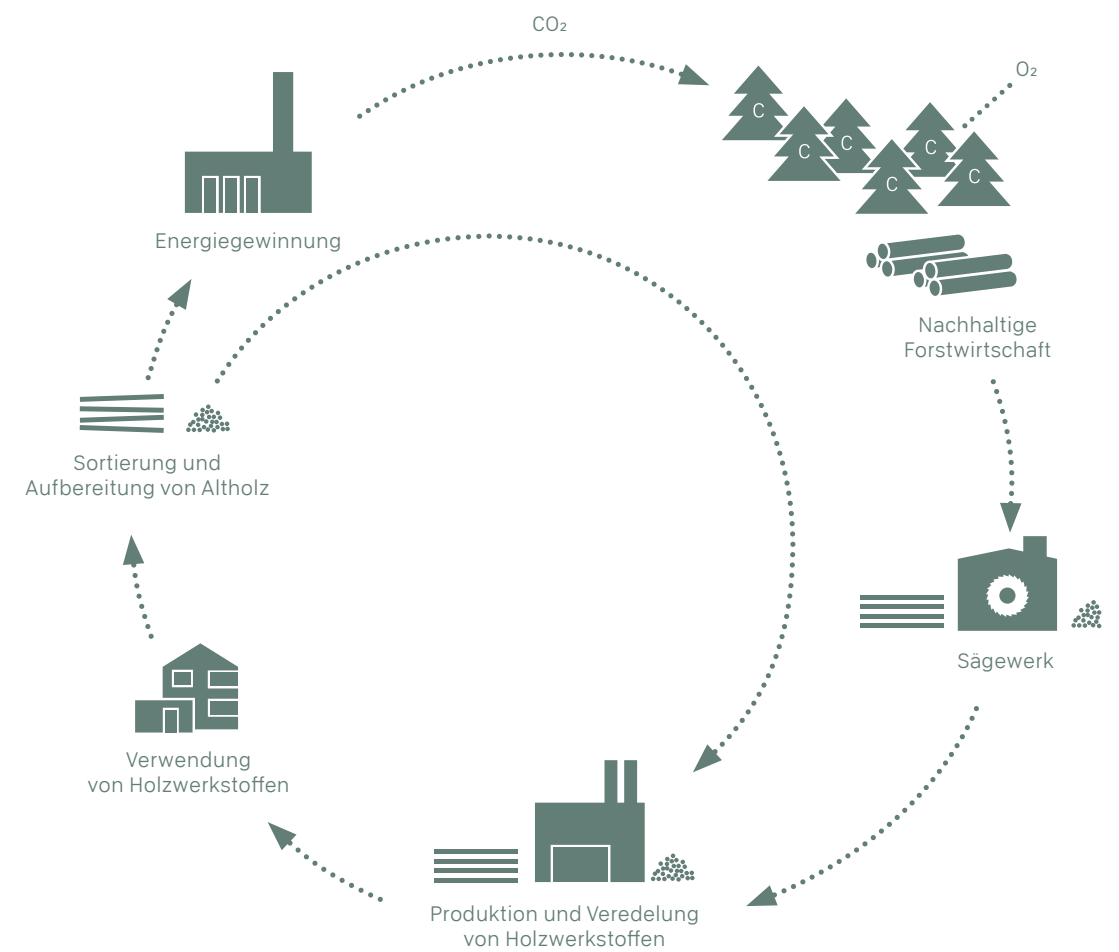 CO₂
O₂
C
C
C
C
C
C
Energiegewinnung
Nachhaltige
Forstwirtschaft
Sortierung und
Aufbereitung von Altholz
Sägewerk
Verwendung
von Holzwerkstoffen
Produktion und Veredelung
von Holzwerkstoffen